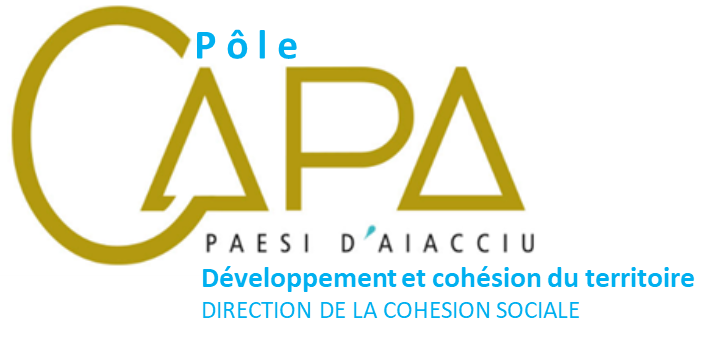 Pôle
CAPA
PAESI D'AIACCIU
Développement et cohésion du territoire
DIRECTION DE LA COHESION SOCIALE